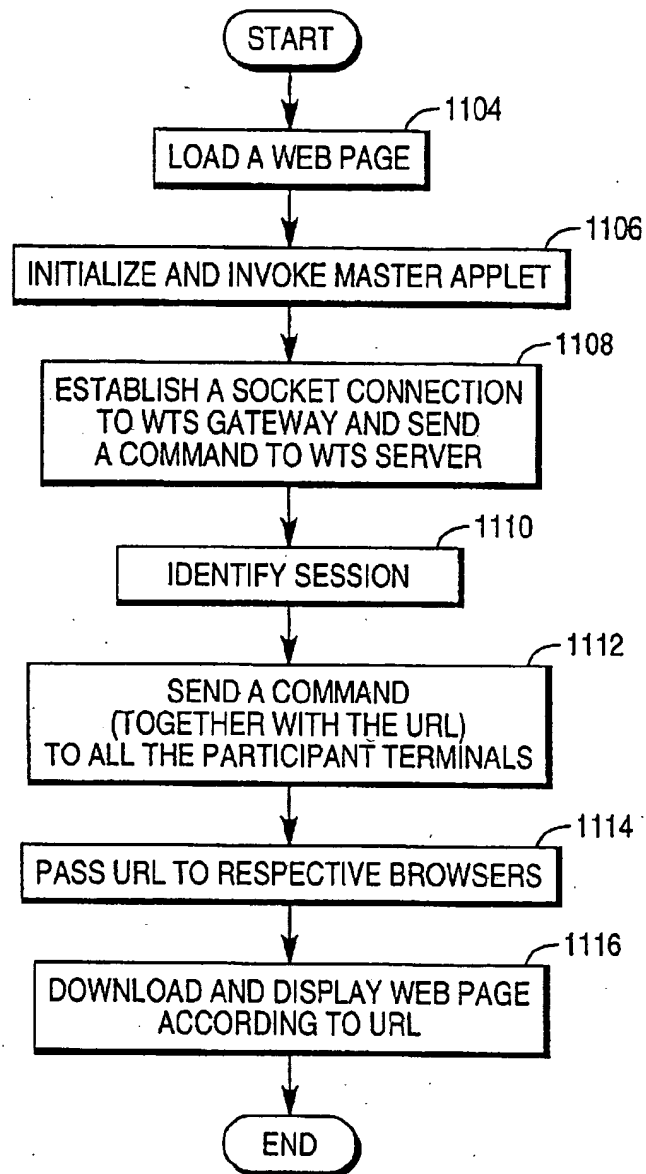 START
1104
LOAD A WEB PAGE
1106
INITIALIZE AND INVOKE MASTER APPLET
1108
ESTABLISH A SOCKET CONNECTION
TO WTS GATEWAY AND SEND
A COMMAND TO WTS SERVER
1110
IDENTIFY SESSION
1112
SEND A COMMAND
(TOGETHER WITH THE URL)
TO ALL THE PARTICIPANT TERMINALS
1114
PASS URL TO RESPECTIVE BROWSERS
1116
DOWNLOAD AND DISPLAY WEB PAGE
ACCORDING TO URL
END